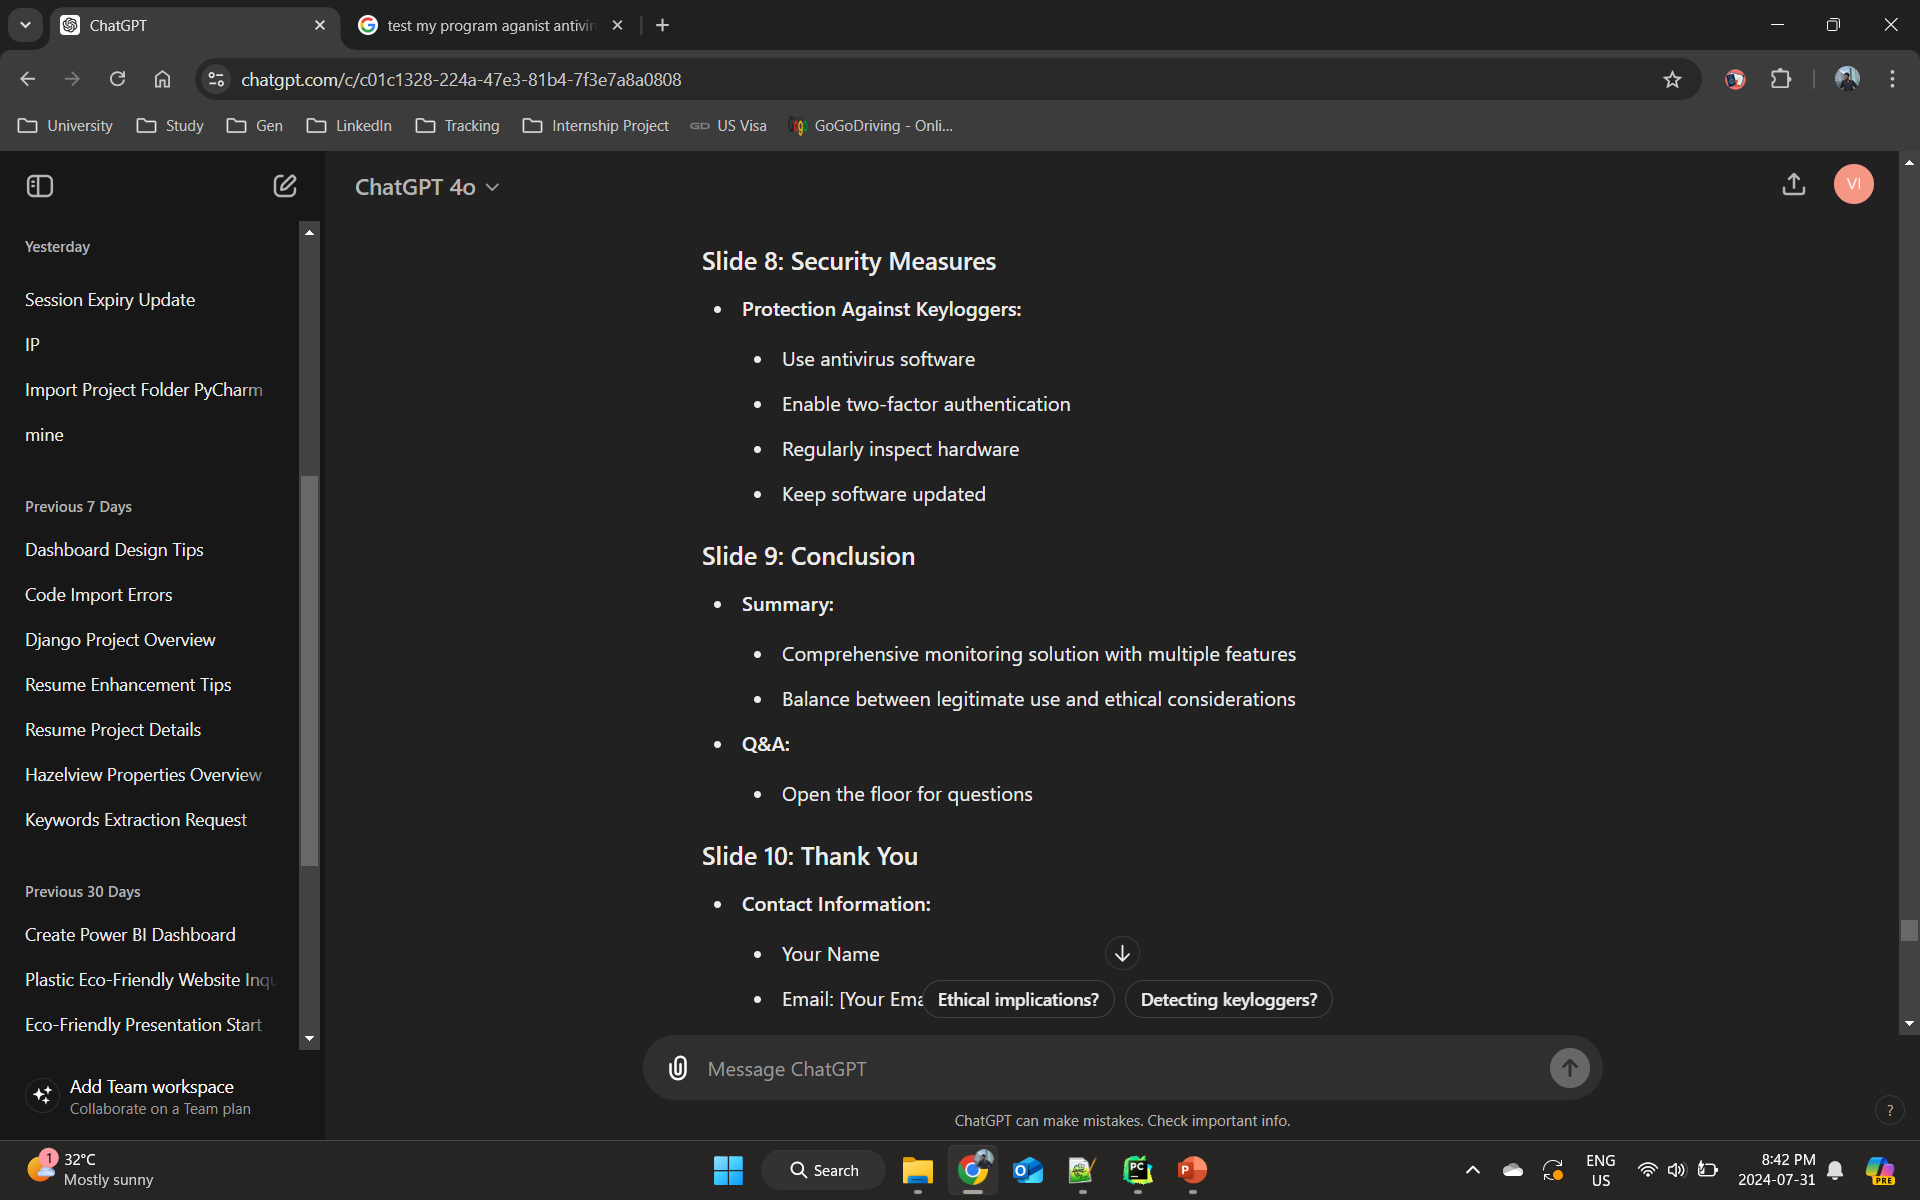 ChatGPT
test my program aganist antivir
chatgpt.com/c/c01c1328-224a-47e3-81b4-7f3e7a8a0808
University
Study
Gen
LinkedIn
Tracking
Internship Project
GD US Visa
GoGoDriving - Onli...
ChatGPT 4o
VI
Yesterday
Session Expiry Update
IP
Import Project Folder PyCharm
mine
Previous 7 Days
Dashboard Design Tips
Code Import Errors
Django Project Overview
Resume Enhancement Tips
Resume Project Details
Hazelview Properties Overview
Keywords Extraction Request
Previous 30 Days
Create Power BI Dashboard
Plastic Eco-Friendly Website Inqu
Eco-Friendly Presentation Start
Add Team workspace
Collaborate on a Team plan
Slide 8: Security Measures
Protection Against Keyloggers:
Use antivirus software
Enable two-factor authentication
Regularly inspect hardware
Keep software updated
Slide 9: Conclusion
Summary:
Comprehensive monitoring solution with multiple features
Balance between legitimate use and ethical considerations
Q&A:
Open the floor for questions
Slide 10: Thank You
Contact Information:
Your Name
Email: [Your Ema
Ethical implications?
Detecting keyloggers?
Message ChatGPT
ChatGPT can make mistakes. Check important info.
?
1
32°C
Mostly sunny
Search
PC
P
ENG
US
8:42 PM
2024-07-31
PRE